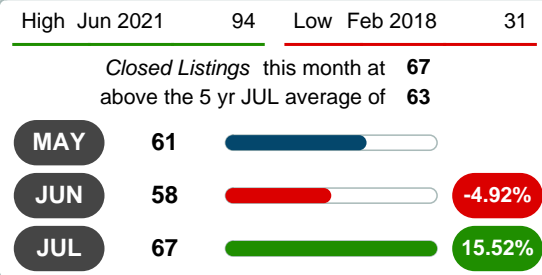 High Jun 2021 94 Low Feb 2018 31
Closed Listings this month at 67
above the 5 yr JUL average of 63
MAY 61
JUN 58 -4.92%
JUL 67 15.52%